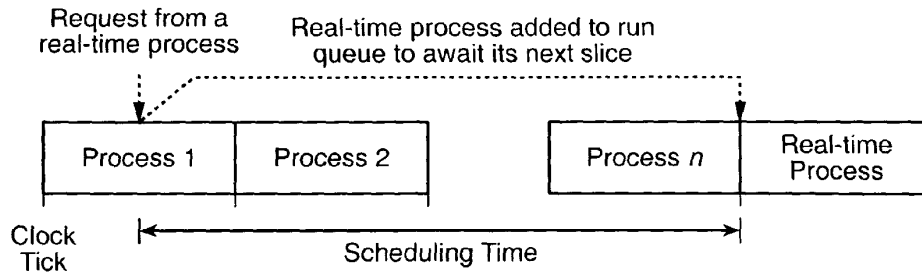 Request from a
real-time process
Real-time process added to run
queue to await its next slice
Process 1
Process 2
Process n
Real-time
Process
Clock
Tick
Scheduling Time